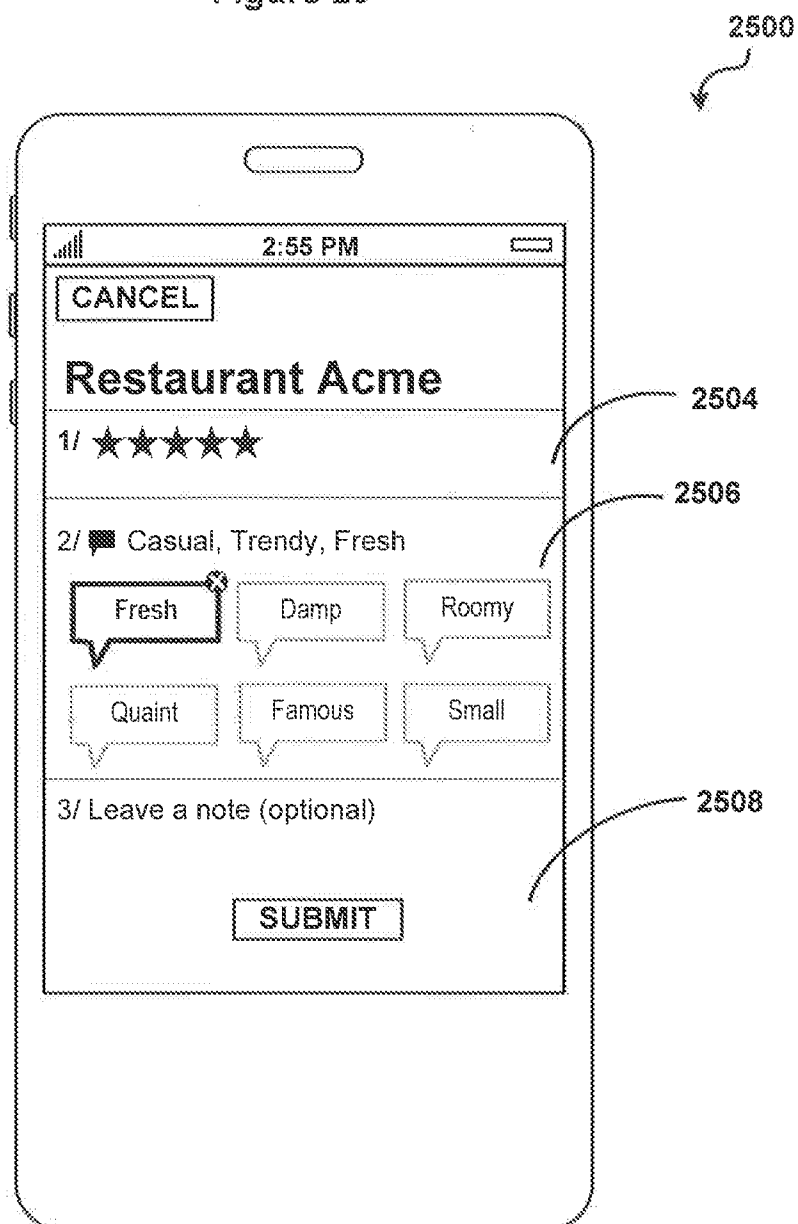 2500
2:55 PM
CANCEL
Restaurant Acme
2504
1/ ★★★★★
2506
2/ Casual, Trendy, Fresh
Fresh Damp Roomy
Quaint Famous Small
3/ Leave a note (optional)
2508
SUBMIT